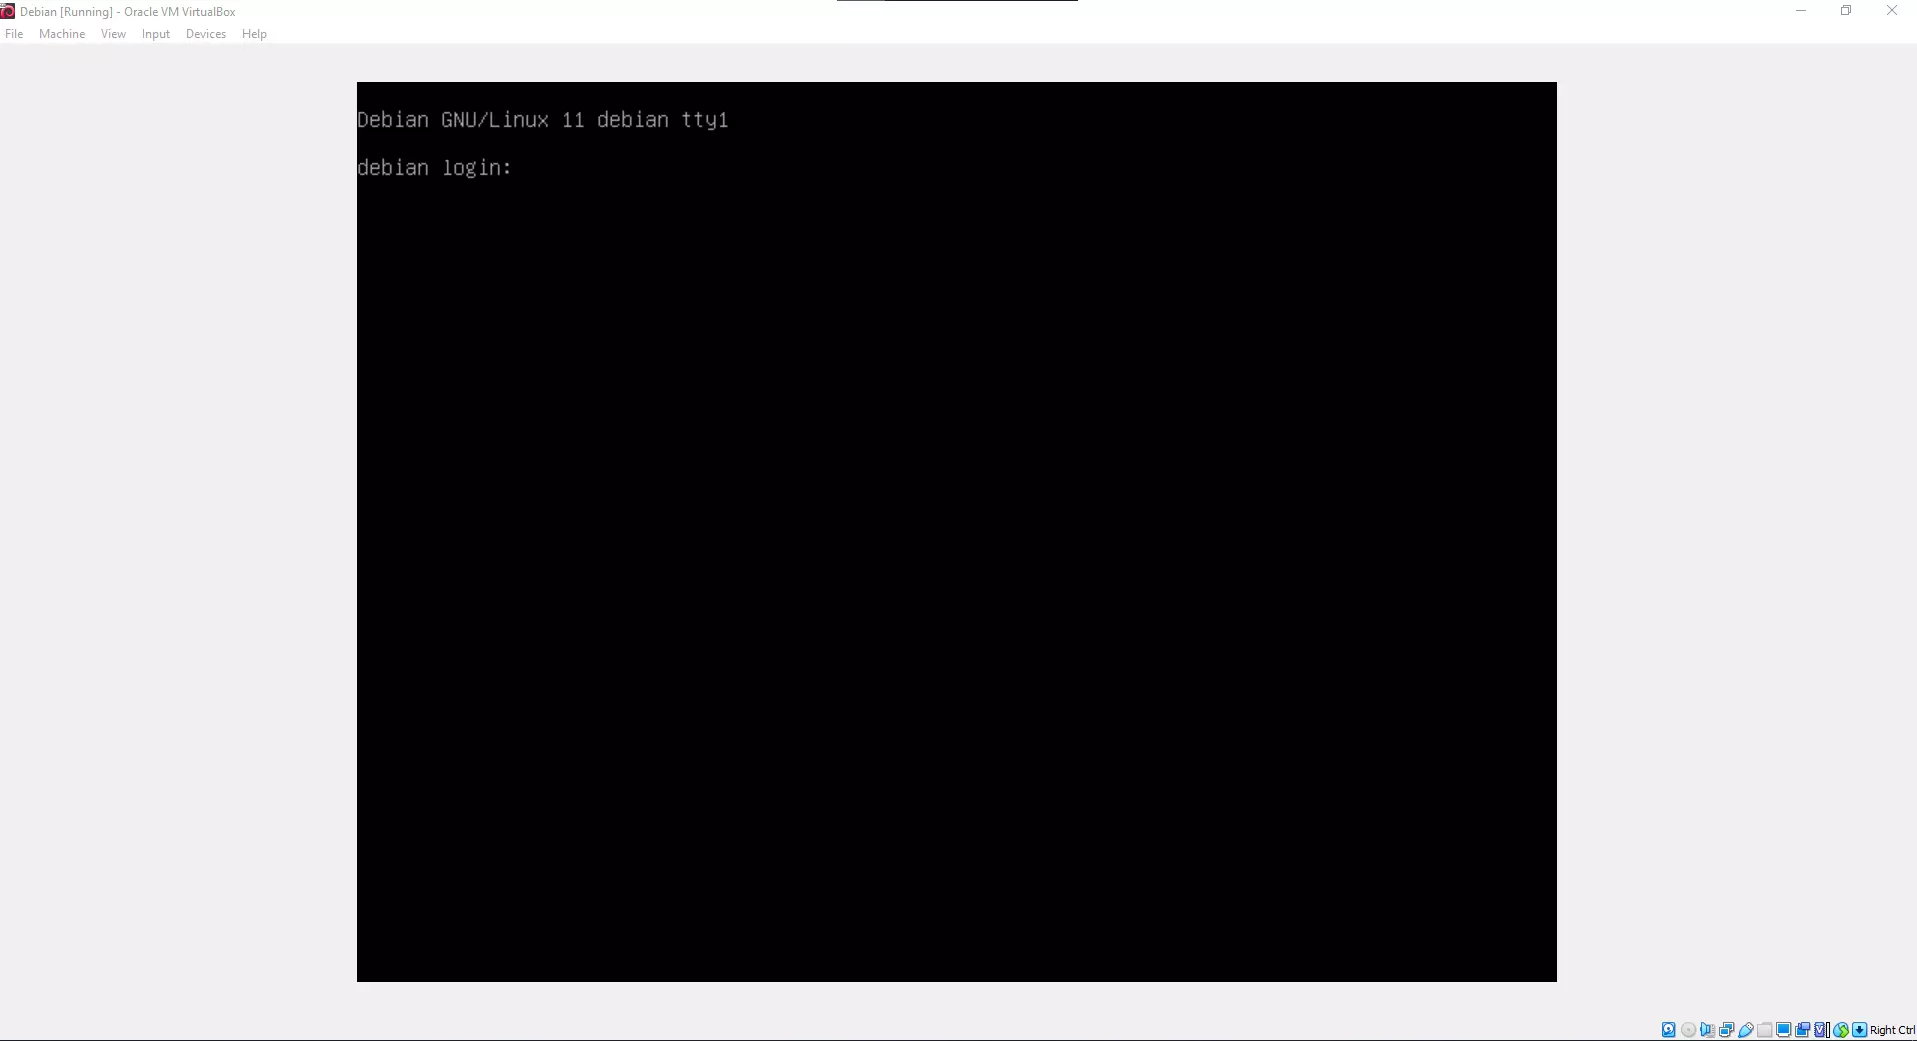 Debian [Running] - Oracle VM VirtualBox
File Machine View Input Devices Help
Debian GNU/Linux 11 debian tty1
debian login:
Right Ctrl